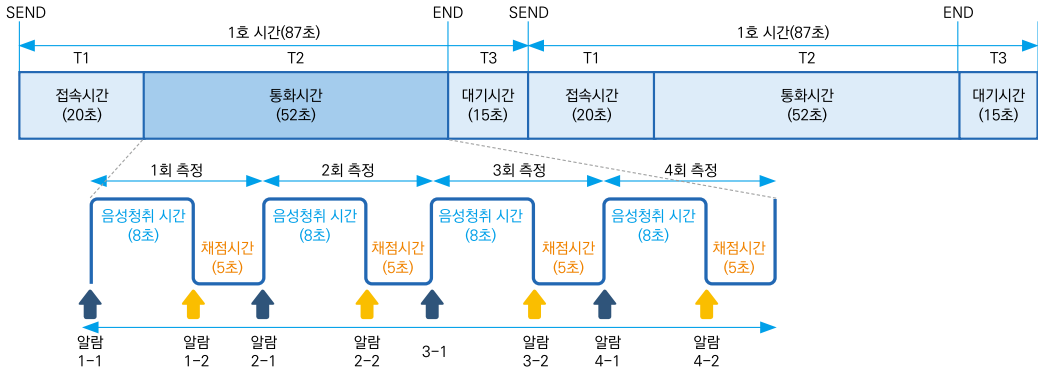 SEND
END
SEND
END
1호 시간(87초)
1호 시간(87초)
T1
T2
T3
T1
T2
T3
접속시간
(20초)
통화시간
(52초)
대기시간
(15초)
접속시간
(20초)
통화시간
(52초)
대기시간
(15초)
1회 측정
2회 측정
3회 측정
4회 측정
음성청취 시간
(8초)
채점시간
(5초)
음성청취 시간
(8초)
채점시간
(5초)
음성청취 시간
(8초)
채점시간
(5초)
음성청취 시간
(8초)
채점시간
(5초)
알람
1-1
알람
1-2
알람
2-1
알람
2-2
3-1
알람
3-2
알람
4-1
알람
4-2